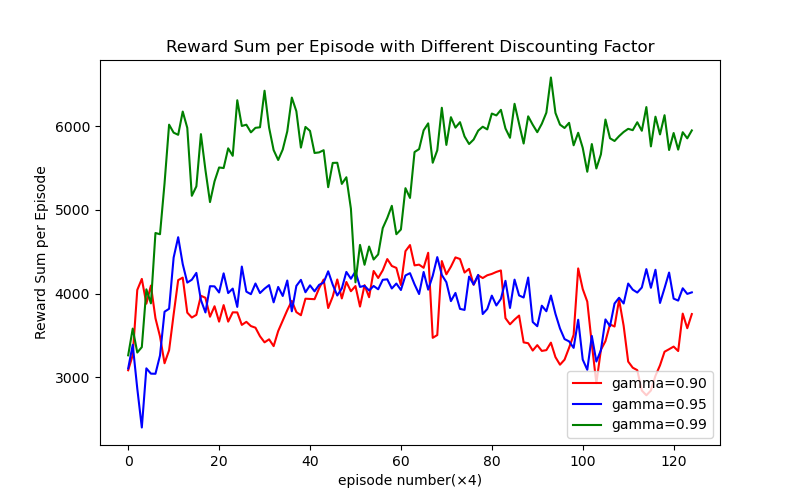 Reward Sum per Episode with Different Discounting Factor
Reward Sum per Episode
6000
5000
4000
3000
0 20 40 60 80 100 120
episode number(×4)
gamma=0.90
gamma=0.95
gamma=0.99